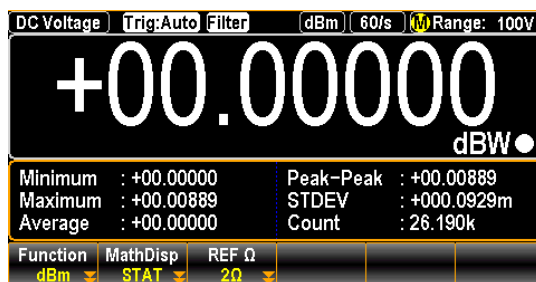 DC Voltage Trig:Auto Filter dBm 60/s M Range: 100V
+00.00000
dBW
Minimum : +00.00000 Peak-Peak : +00.00889
Maximum : +00.00889 STDEV : +000.0929m
Average : +00.00000 Count : 26.190k
Function MathDisp REF Ω
dBm STAT 2Ω